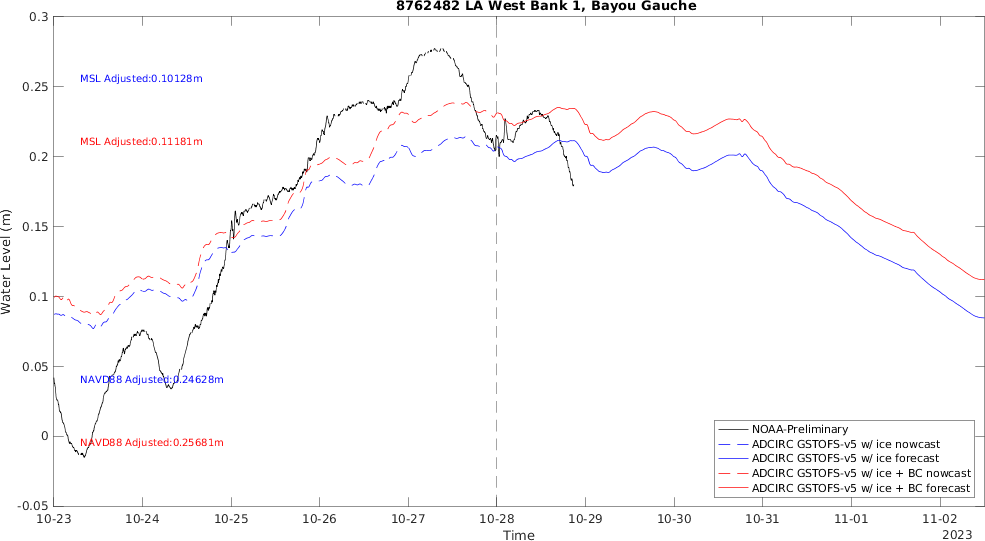 8762482 LA West Bank 1, Bayou Gauche
0.3
0.25
0.2
0.15
0.1
0.05
0
-0.05
Water Level (m)
MSL Adjusted:0.10128m
MSL Adjusted:0.11181m
NAVD88 Adjusted:0.24628m
NAVD88 Adjusted:0.25681m
NOAA-Preliminary
ADCIRC GSTOFS-v5 w/ ice nowcast
ADCIRC GSTOFS-v5 w/ ice forecast
ADCIRC GSTOFS-v5 w/ ice + BC nowcast
ADCIRC GSTOFS-v5 w/ ice + BC forecast
10-23 10-24 10-25 10-26 10-27 10-28 10-29 10-30 10-31 11-01 11-02
2023
Time